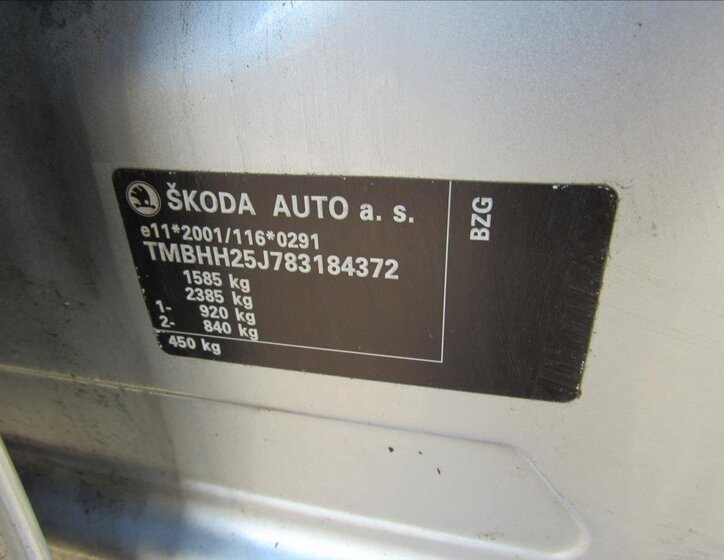 ŠKODA AUTO a. s.
e11*2001/116*0291
TMBHH25J783184372
1585 kg
2385 kg
1- 920 kg
2- 840 kg
450 kg
BZG